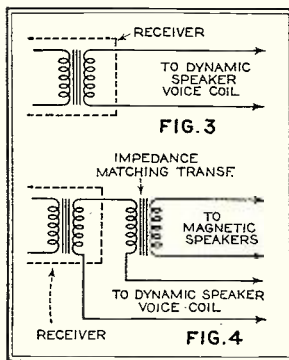 RECEIVER
TO DYNAMIC
SPEAKER
VOICE COIL
FIG.3
IMPEDANCE
MATCHING TRANSF.
TO
MAGNETIC
SPEAKERS
TO DYNAMIC SPEAKER
VOICE COIL
RECEIVER
FIG.4